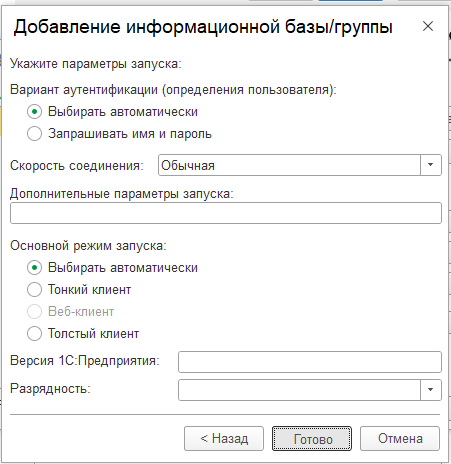 Добавление информационной базы/группы
Укажите параметры запуска:
Вариант аутентификации (определения пользователя):
Выбирать автоматически
Запрашивать имя и пароль
Скорость соединения: Обычная
Дополнительные параметры запуска:
Основной режим запуска:
Выбирать автоматически
Тонкий клиент
Веб-клиент
Толстый клиент
Версия 1С:Предприятия:
Разрядность:
< Назад Готово Отмена